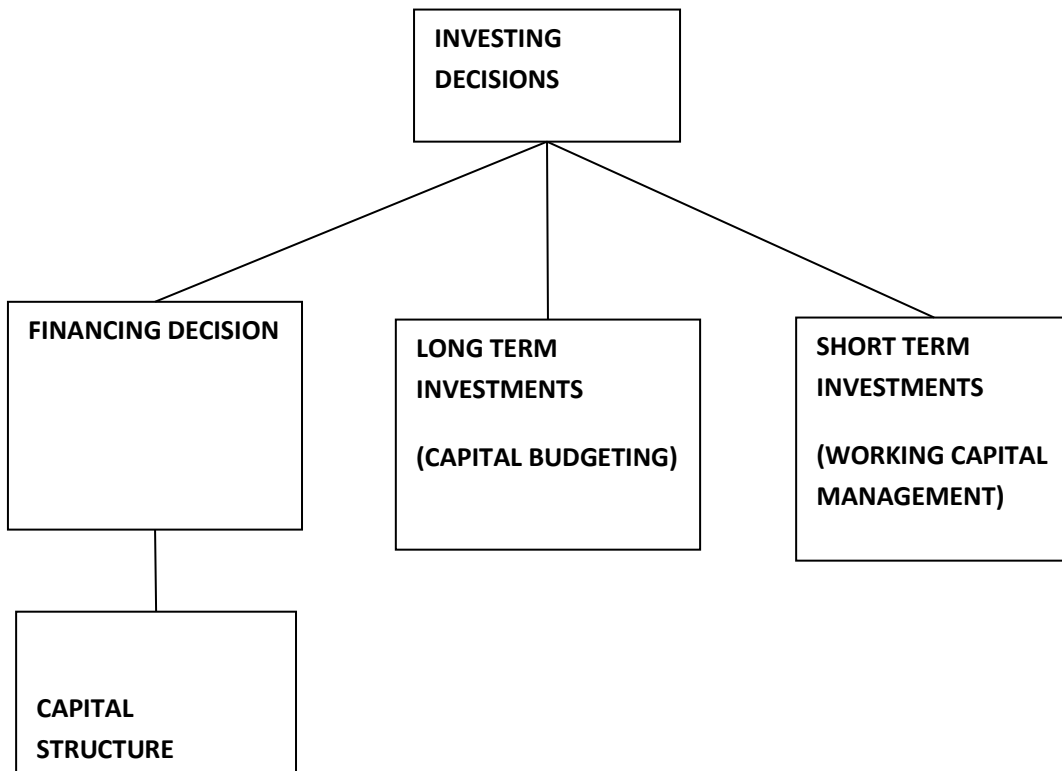 INVESTING
DECISIONS
FINANCING DECISION
LONG TERM
INVESTMENTS
(CAPITAL BUDGETING)
SHORT TERM
INVESTMENTS
(WORKING CAPITAL
MANAGEMENT)
CAPITAL
STRUCTURE